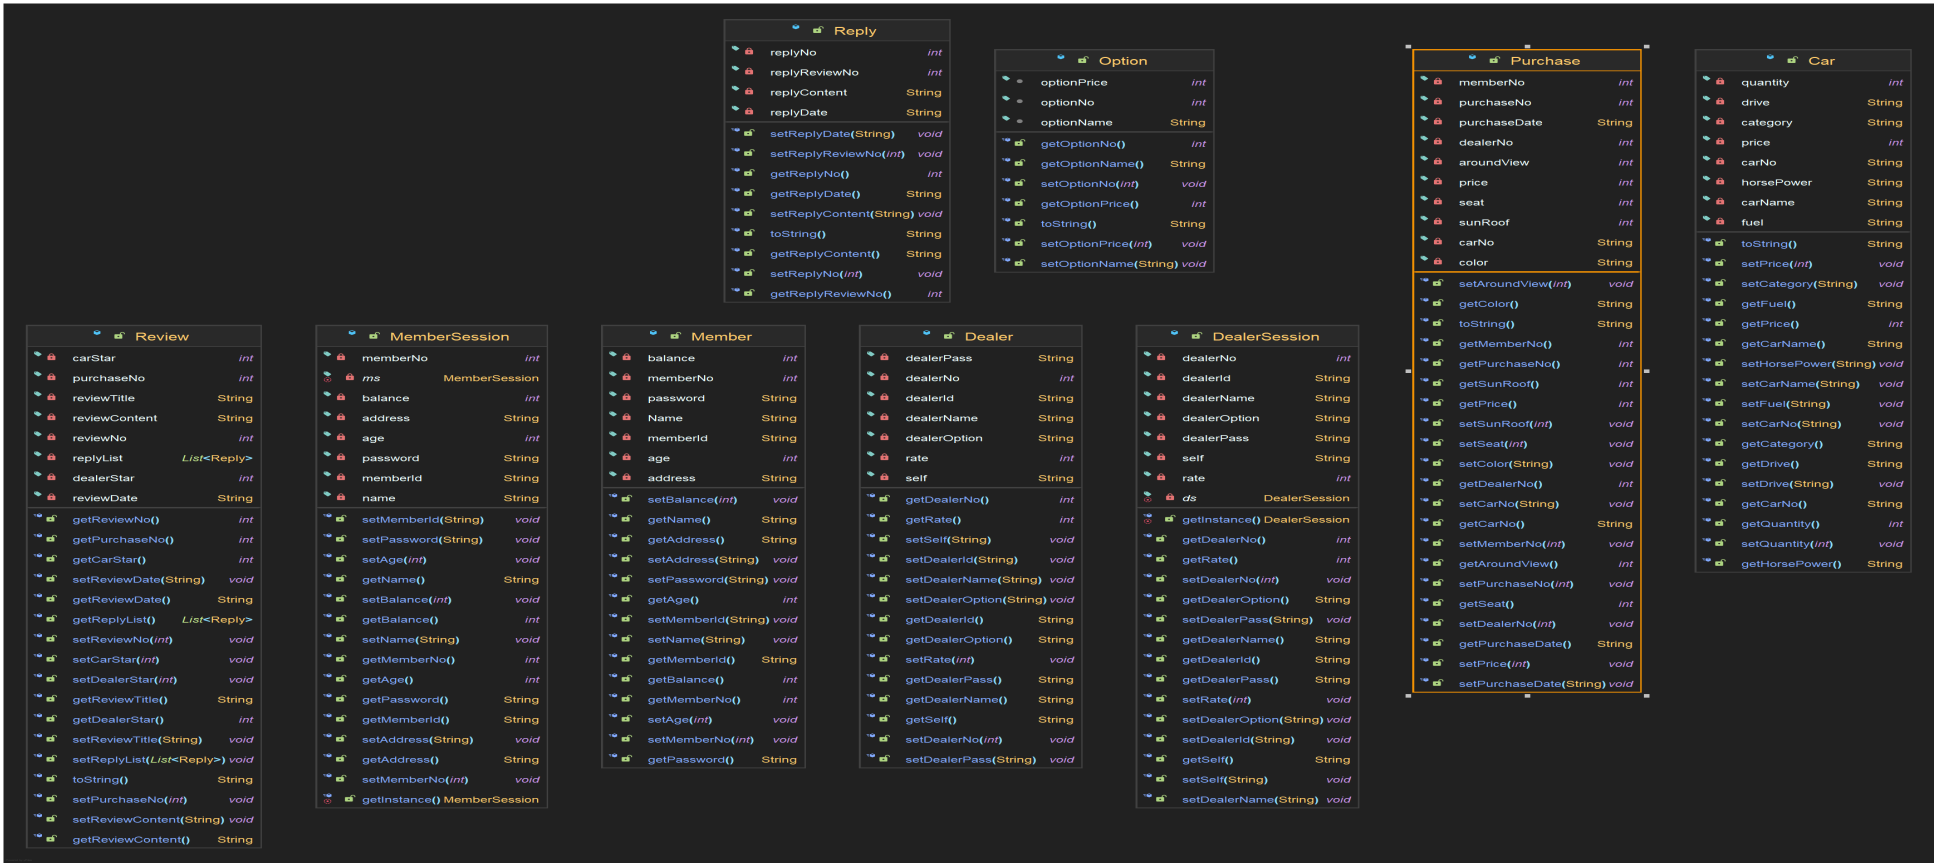 Reply
replyNo int
replyReviewNo int
replyContent String
replyDate String
setReplyDate(String) void
setReplyReviewNo(int) void
getReplyNo() int
getReplyDate() String
setReplyContent(String) void
toString() String
getReplyContent() String
setReplyNo(int) void
getReplyReviewNo() int
Option
optionPrice int
optionNo int
optionName String
getOptionNo() int
getOptionName() String
setOptionNo(int) void
getOptionPrice() int
toString() String
setOptionPrice(int) void
setOptionName(String) void
Purchase
memberNo int
purchaseNo int
purchaseDate String
dealerNo int
aroundView int
price int
seat int
sunRoof int
carNo String
color String
setAroundView(int) void
getColor() String
toString() String
getMemberNo() int
getPurchaseNo() int
getSunRoof() int
getPrice() int
setSunRoof(int) void
setSeat(int) void
setColor(String) void
getDealerNo() int
setCarNo(String) void
getCarNo() String
setMemberNo(int) void
getAroundView() int
setPurchaseNo(int) void
getSeat() int
setDealerNo(int) void
getPurchaseDate() String
setPrice(int) void
setPurchaseDate(String) void
Car
quantity int
drive String
category String
price int
carNo String
horsePower String
carName String
fuel String
toString() String
setPrice(int) void
setCategory(String) void
getFuel() String
getPrice() int
getCarName() String
setHorsePower(String) void
setCarName(String) void
setFuel(String) void
setCarNo(String) void
getCategory() String
getDrive() String
setDrive(String) void
getCarNo() String
getQuantity() int
setQuantity(int) void
getHorsePower() String
Review
carStar int
purchaseNo int
reviewTitle String
reviewContent String
reviewNo int
replyList List<Reply>
dealerStar int
reviewDate String
getReviewNo() int
getPurchaseNo() int
getCarStar() int
setReviewDate(String) void
getReviewDate() String
getReplyList() List<Reply>
setReviewNo(int) void
setCarStar(int) void
setDealerStar(int) void
getReviewTitle() String
getDealerStar() int
setReviewTitle(String) void
setReplyList(List<Reply>) void
toString() String
setPurchaseNo(int) void
setReviewContent(String) void
getReviewContent() String
MemberSession
memberNo int
ms MemberSession
balance int
address String
age int
password String
memberId String
name String
setMemberId(String) void
setPassword(String) void
setAge(int) void
getName() String
setBalance(int) void
getBalance() int
setName(String) void
getMemberNo() int
getAge() int
getPassword() String
getMemberId() String
setAddress(String) void
getAddress() String
setMemberNo(int) void
getInstance() MemberSession
Member
balance int
memberNo int
password String
Name String
memberId String
age int
address String
setBalance(int) void
getName() String
getAddress() String
setAddress(String) void
setPassword(String) void
getAge() int
setMemberId(String) void
setName(String) void
getMemberId() String
getBalance() int
getMemberNo() int
setAge(int) void
setMemberNo(int) void
getPassword() String
Dealer
dealerPass String
dealerNo int
dealerId String
dealerName String
dealerOption String
rate int
self String
getDealerNo() int
getRate() int
setSelf(String) void
setDealerId(String) void
setDealerName(String) void
setDealerOption(String) void
getDealerId() String
getDealerOption() String
setRate(int) void
getDealerPass() String
getDealerName() String
getSelf() String
setDealerNo(int) void
setDealerPass(String) void
DealerSession
dealerNo int
dealerId String
dealerName String
dealerOption String
dealerPass String
self String
rate int
ds DealerSession
getInstance() DealerSession
getDealerNo() int
getRate() int
setDealerNo(int) void
getDealerOption() String
setDealerPass(String) void
getDealerName() String
getDealerId() String
getDealerPass() String
setRate(int) void
setDealerOption(String) void
setDealerId(String) void
getSelf() String
setSelf(String) void
setDealerName(String) void